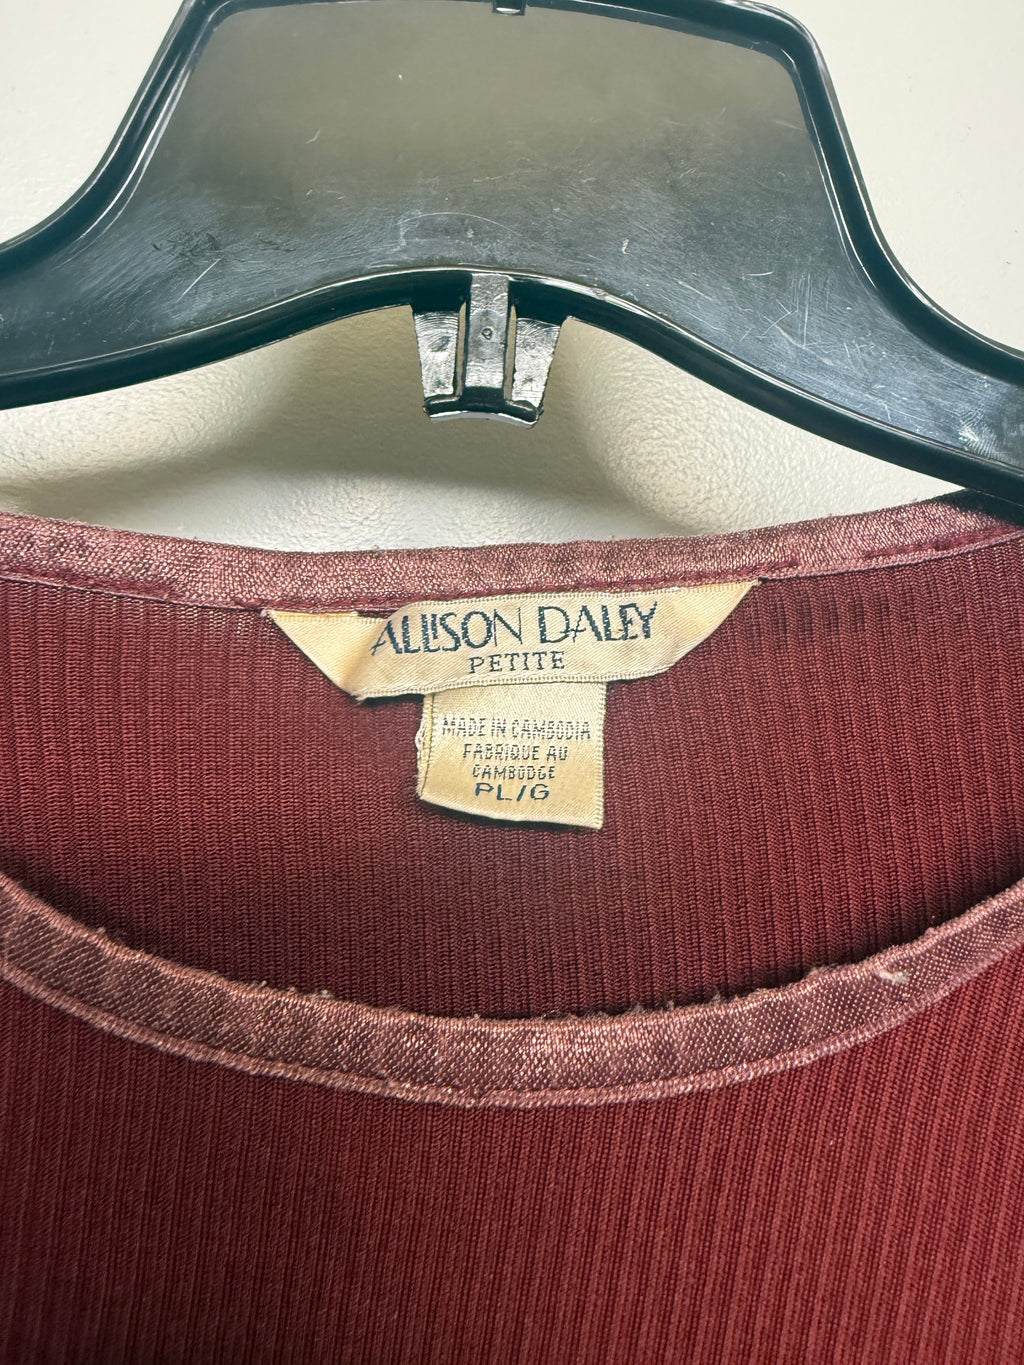 ALLISON DALEY
PETITE
MADE IN CAMBODIA
FABRIQUE AU
CAMBODGE
PL/G